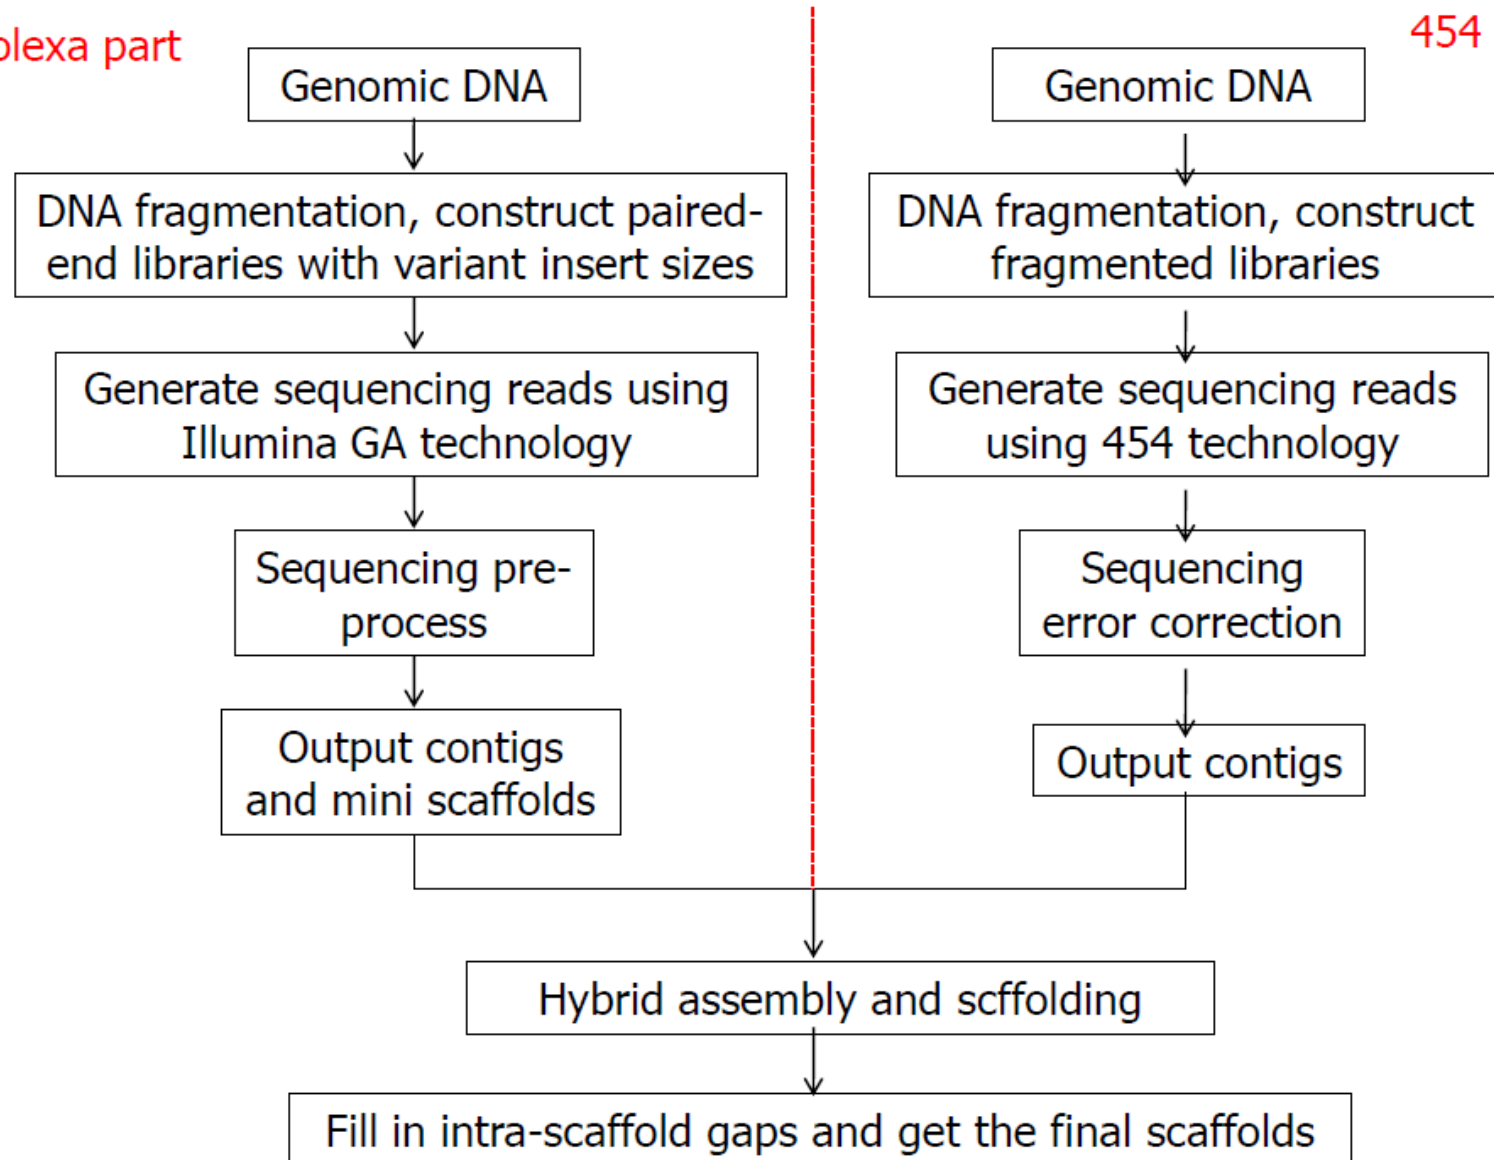 olexa part
454
Genomic DNA
Genomic DNA
DNA fragmentation, construct paired-
end libraries with variant insert sizes
DNA fragmentation, construct
fragmented libraries
Generate sequencing reads using
Illumina GA technology
Generate sequencing reads
using 454 technology
Sequencing pre-
process
Sequencing
error correction
Output contigs
and mini scaffolds
Output contigs
Hybrid assembly and scffolding
Fill in intra-scaffold gaps and get the final scaffolds